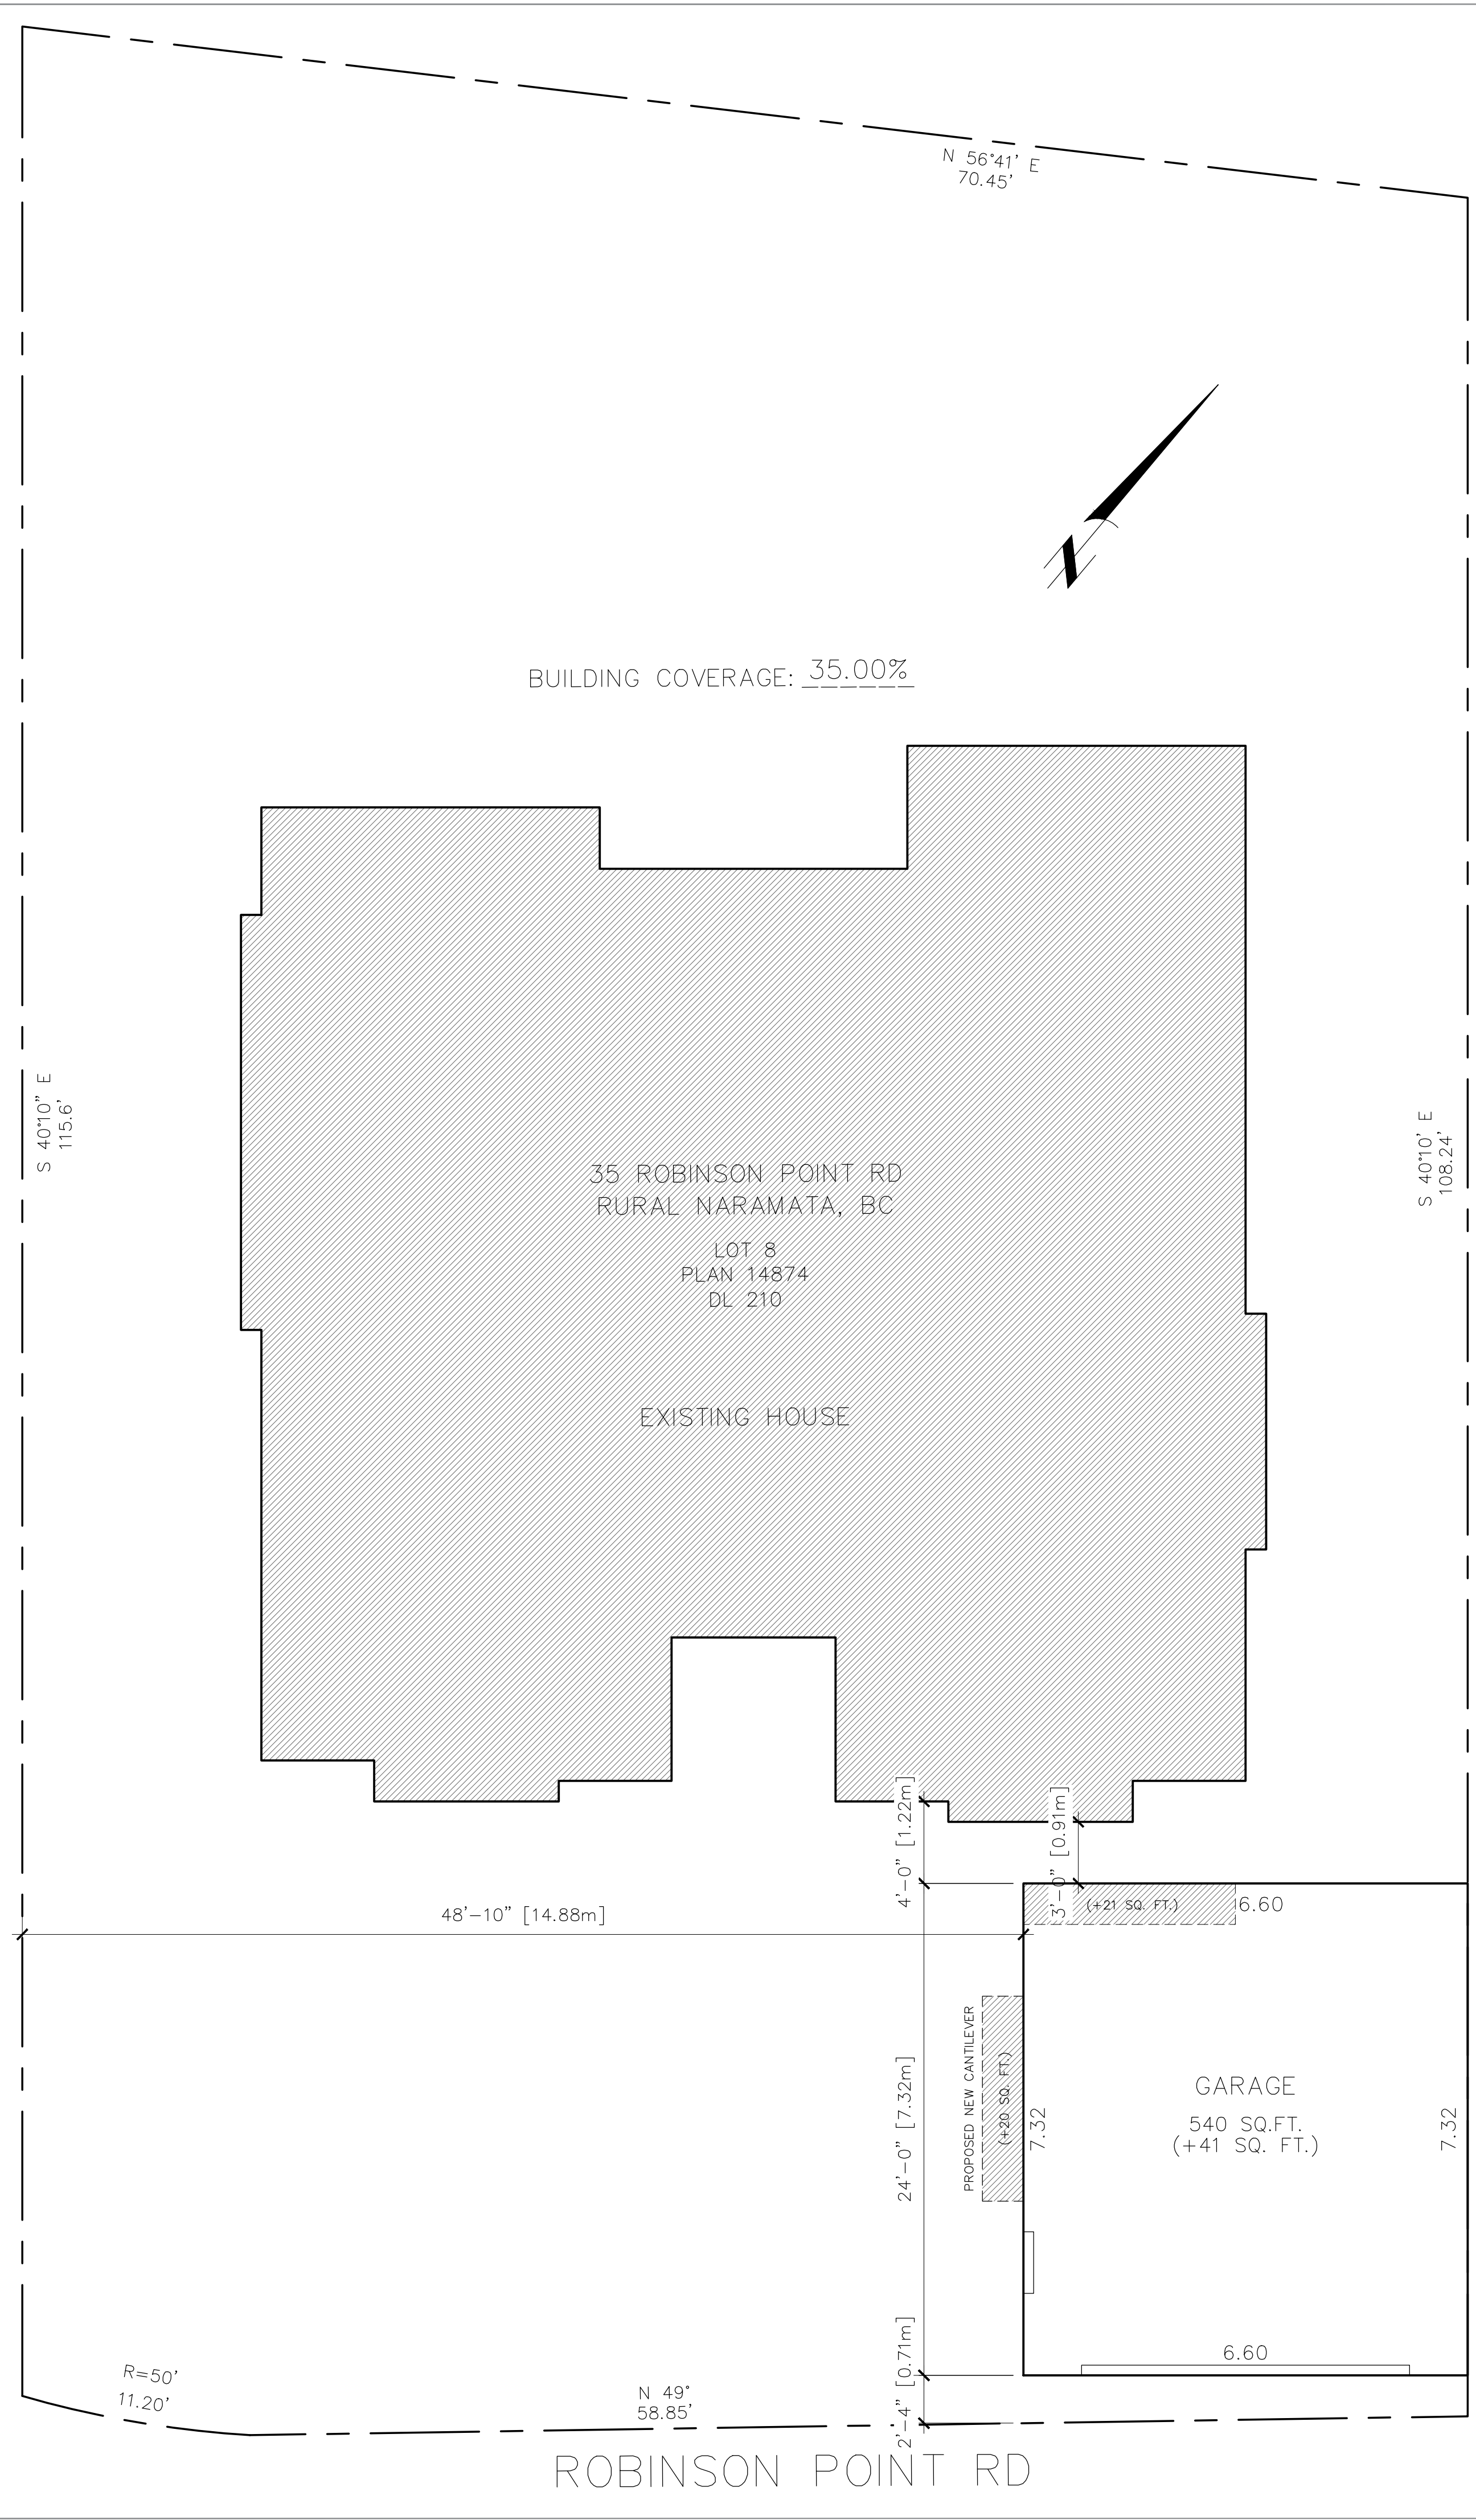 N 56°41' E
70.45'
N
BUILDING COVERAGE: 35.00%
S 40°10" E
115.6'
S 40°10' E
108.24'
35 ROBINSON POINT RD
RURAL NARAMATA, BC
LOT 8
PLAN 14874
DL 210
EXISTING HOUSE
4'-0" [1.22m]
3'-0" [0.91m]
(+21 SQ. FT.)
6.60
48'-10" [14.88m]
24'-0" [7.32m]
PROPOSED NEW CANTILEVER
(+20 SQ. FT.)
7.32
GARAGE
540 SQ.FT.
(+41 SQ. FT.)
7.32
6.60
2'-4" [0.71m]
R=50'
11.20'
N 49°
58.85'
ROBINSON POINT RD